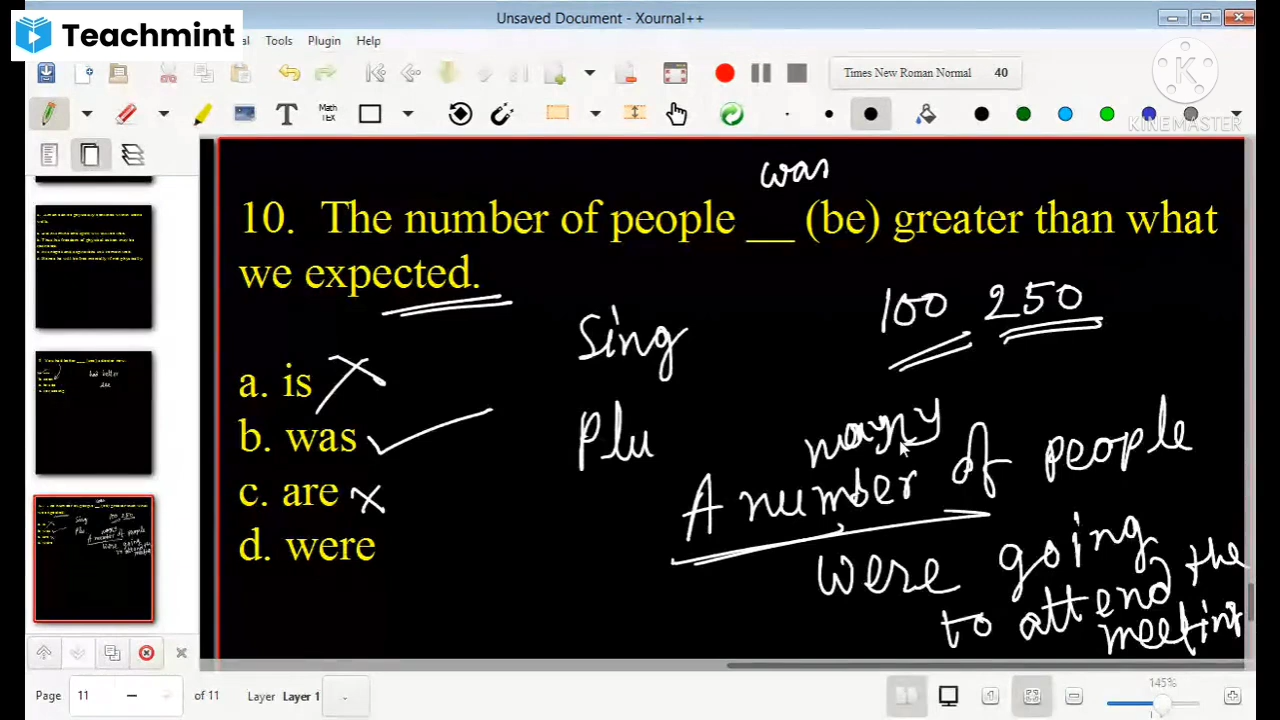 Unsaved Document - Xournal++
Teachmint
Tools Plugin Help
Times New Roman Normal 40
Math
TEX
K
KINEMASTER
was
10. The number of people __ (be) greater than what
we expected.
100 250
Sing
Plu
a. is
b. was
c. are
d. were
many
A number of people
were going
to attend the
meeting
Page 11 of 11 Layer Layer 1
145%